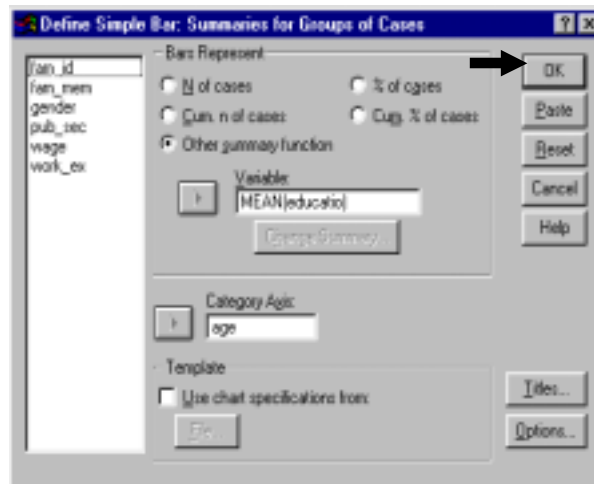 Define Simple Bar: Summaries for Groups of Cases
fam_id
fam_mem
gender
pub_sec
wage
work_ex
Bars Represent
N of cases
% of cases
Cum. n of cases
Cum. % of cases
Other summary function
Variable:
MEAN(educatio)
Change Summary...
Category Axis:
age
Template
Use chart specifications from:
File...
OK
Paste
Reset
Cancel
Help
Titles...
Options...